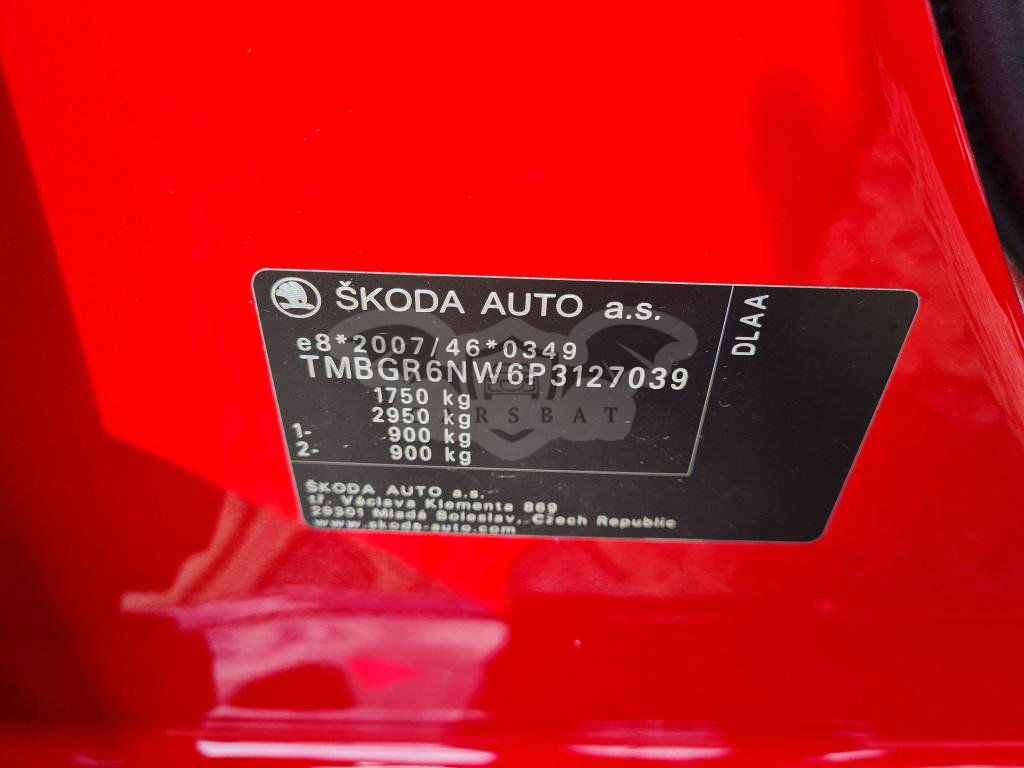 ŠKODA AUTO a.s.
DLAA
e8*2007/46*0349
TMBGR6NW6P3127039
1750 kg
2950 kg
1- 900 kg
2- 900 kg
RSBAT
ŠKODA AUTO a.s.
tř. Václava Klementa 869
29301 Mladá Boleslav, Czech Republic
www.skoda-auto.com